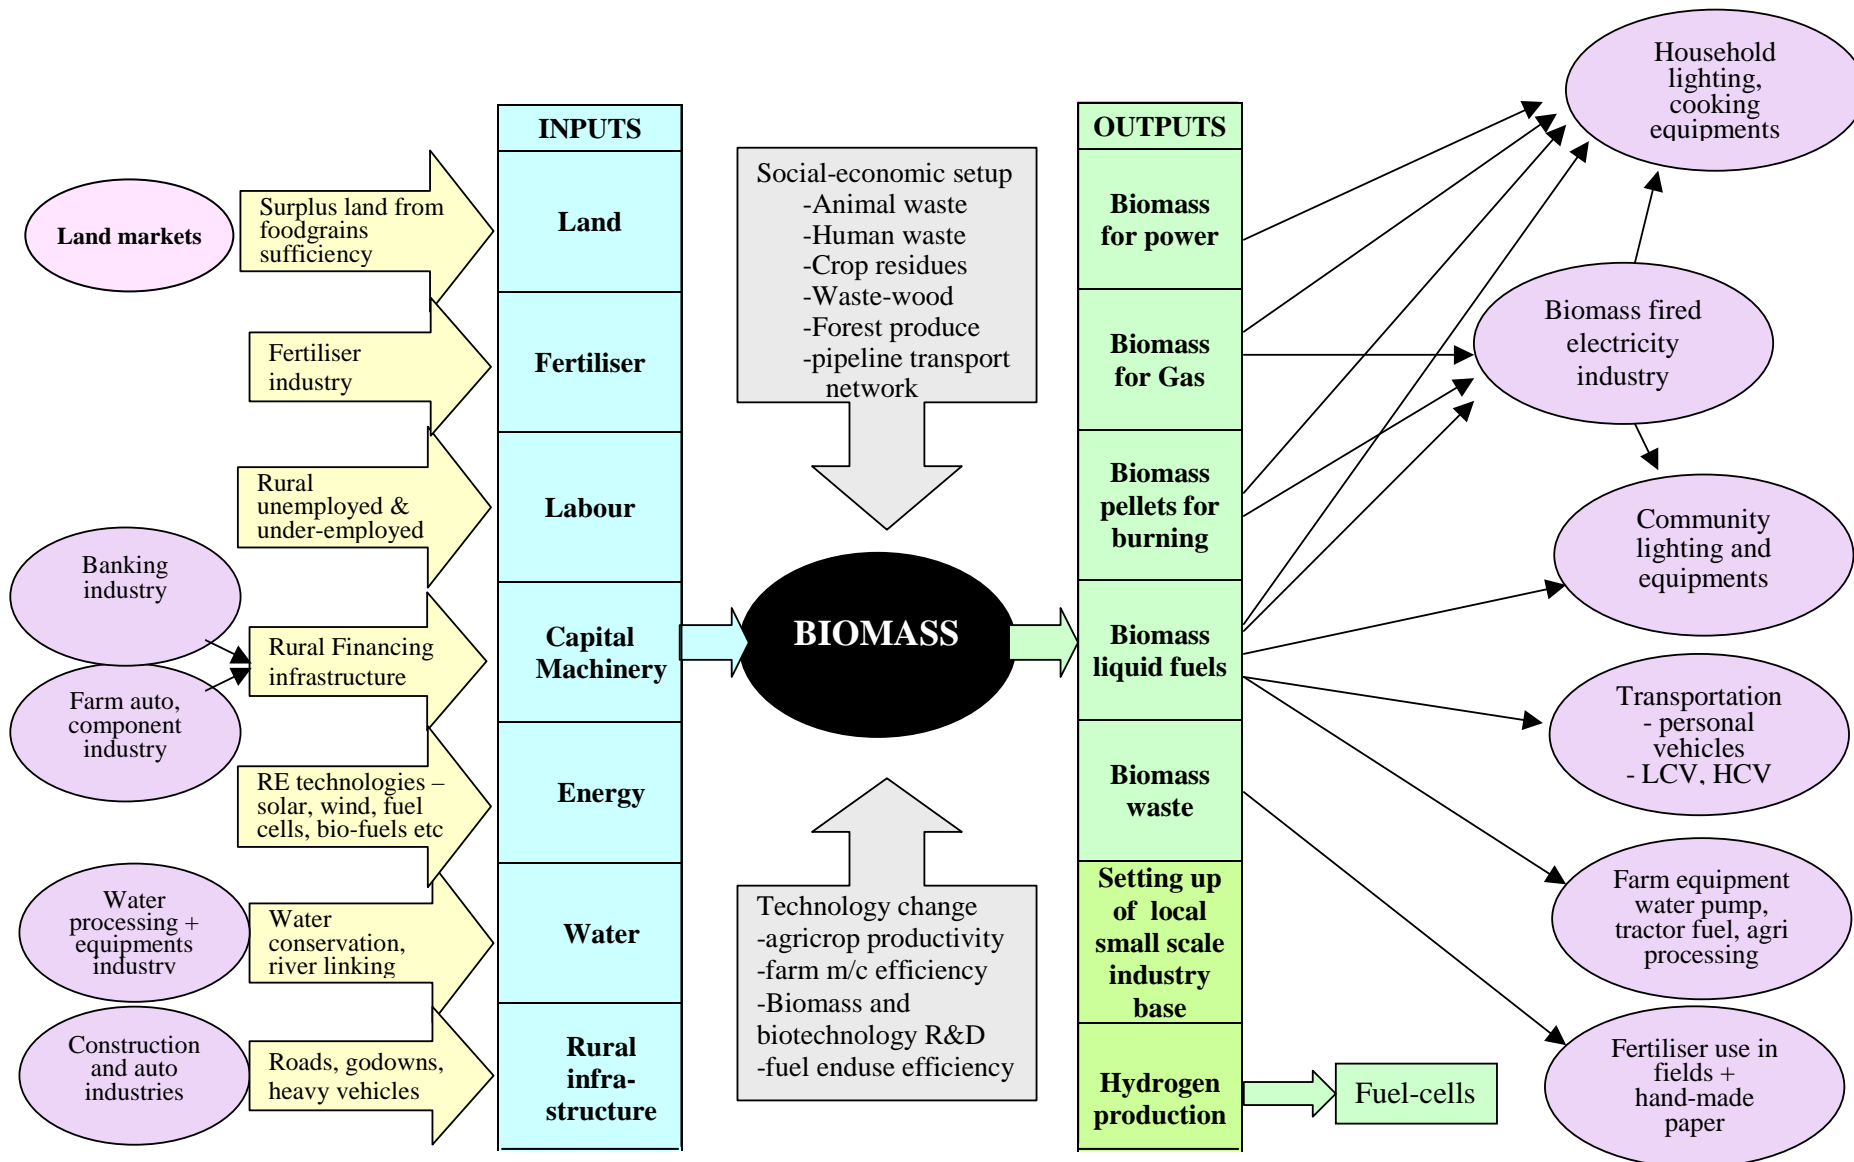 Land markets
Banking
industry
Farm auto,
component
industry
Water
processing +
equipments
industry
Construction
and auto
industries
Surplus land from
foodgrains
sufficiency
Fertiliser
industry
Rural
unemployed &
under-employed
Rural Financing
infrastructure
RE technologies –
solar, wind, fuel
cells, bio-fuels etc
Water
conservation,
river linking
Roads, godowns,
heavy vehicles
INPUTS
Land
Fertiliser
Labour
Capital
Machinery
Energy
Water
Rural
infra-
structure
Social-economic setup
-Animal waste
-Human waste
-Crop residues
-Waste-wood
-Forest produce
-pipeline transport
network
BIOMASS
Technology change
-agricrop productivity
-farm m/c efficiency
-Biomass and
biotechnology R&D
-fuel enduse efficiency
OUTPUTS
Biomass
for power
Biomass
for Gas
Biomass
pellets for
burning
Biomass
liquid fuels
Biomass
waste
Setting up
of local
small scale
industry
base
Hydrogen
production
Fuel-cells
Household
lighting,
cooking
equipments
Biomass fired
electricity
industry
Community
lighting and
equipments
Transportation
- personal
vehicles
- LCV, HCV
Farm equipment
water pump,
tractor fuel, agri
processing
Fertiliser use in
fields +
hand-made
paper